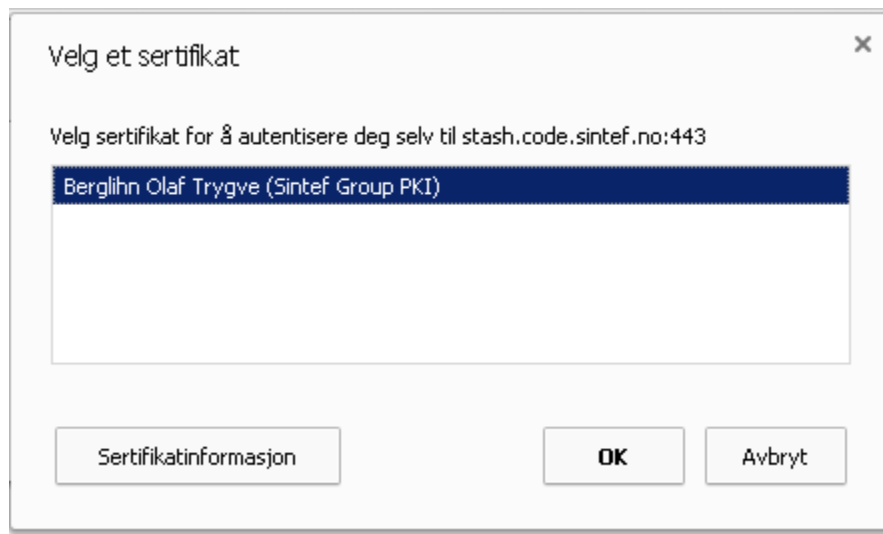 Velg et sertifikat
×
Velg sertifikat for å autentisere deg selv til stash.code.sintef.no:443
Berglihn Olaf Trygve (Sintef Group PKI)
Sertifikatinformasjon
OK
Avbryt